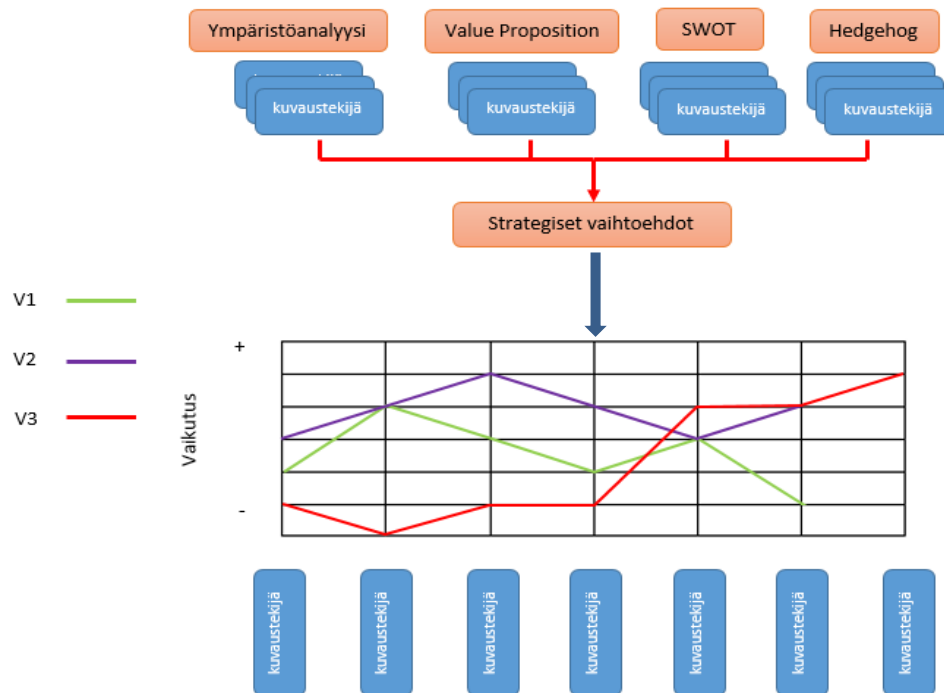 Ympäristöanalyysi
Value Proposition
SWOT
Hedgehog
kuvaustekijä
kuvaustekijä
kuvaustekijä
kuvaustekijä
Strategiset vaihtoehdot
V1
V2
V3
+
Vaikutus
-
kuvaustekijä
kuvaustekijä
kuvaustekijä
kuvaustekijä
kuvaustekijä
kuvaustekijä
kuvaustekijä